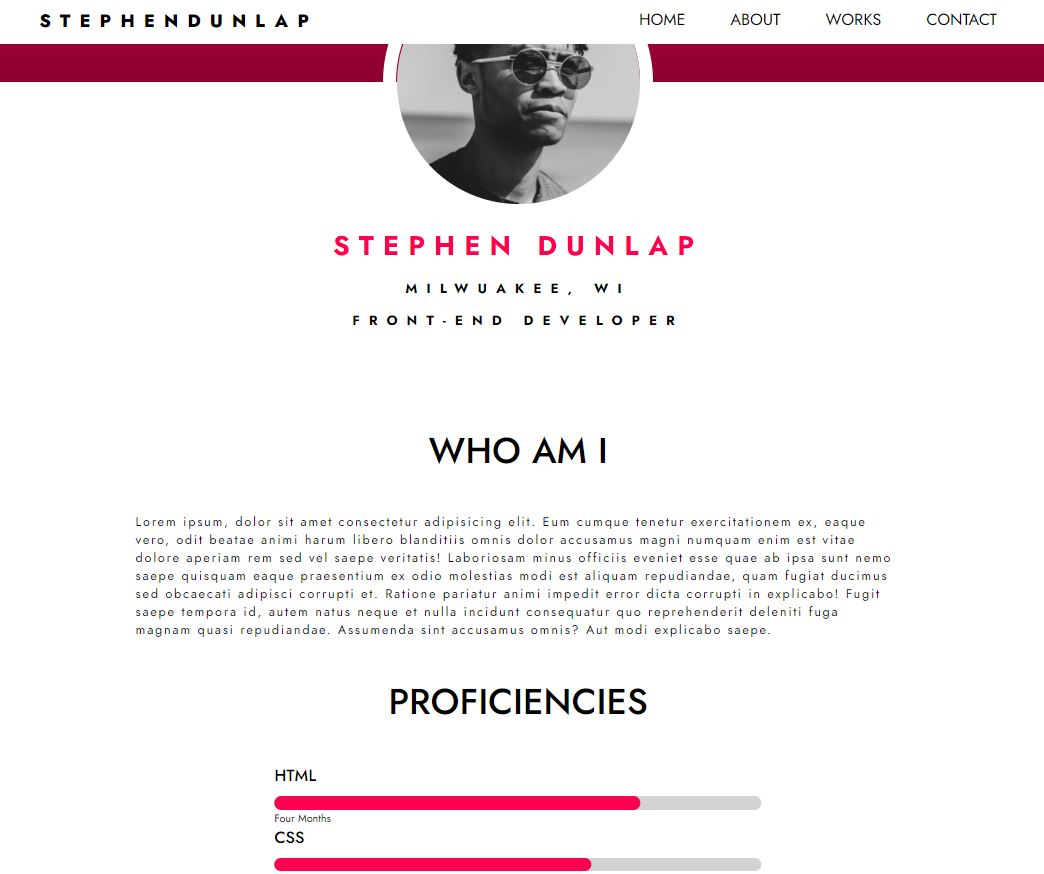 STEPHENDUNLAP
HOME ABOUT WORKS CONTACT
STEPHEN DUNLAP
MILWUAKEE, WI
FRONT-END DEVELOPER
WHO AM I
Lorem ipsum, dolor sit amet consectetur adipisicing elit. Eum cumque tenetur exercitationem ex, eaque
vero, odit beatae animi harum libero blanditiis omnis dolor accusamus magni numquam enim est vitae
dolore aperiam rem sed vel saepe veritatis! Laboriosam minus officiis eveniet esse quae ab ipsa sunt nemo
saepe quisquam eaque praesentium ex odio molestias modi est aliquam repudiandae, quam fugiat ducimus
sed obcaecati adipisci corrupti et. Ratione pariatur animi impedit error dicta corrupti in explicabo! Fugit
saepe tempora id, autem natus neque et nulla incidunt consequatur quo reprehenderit deleniti fuga
magnam quasi repudiandae. Assumenda sint accusamus omnis? Aut modi explicabo saepe.
PROFICIENCIES
HTML
Four Months
CSS